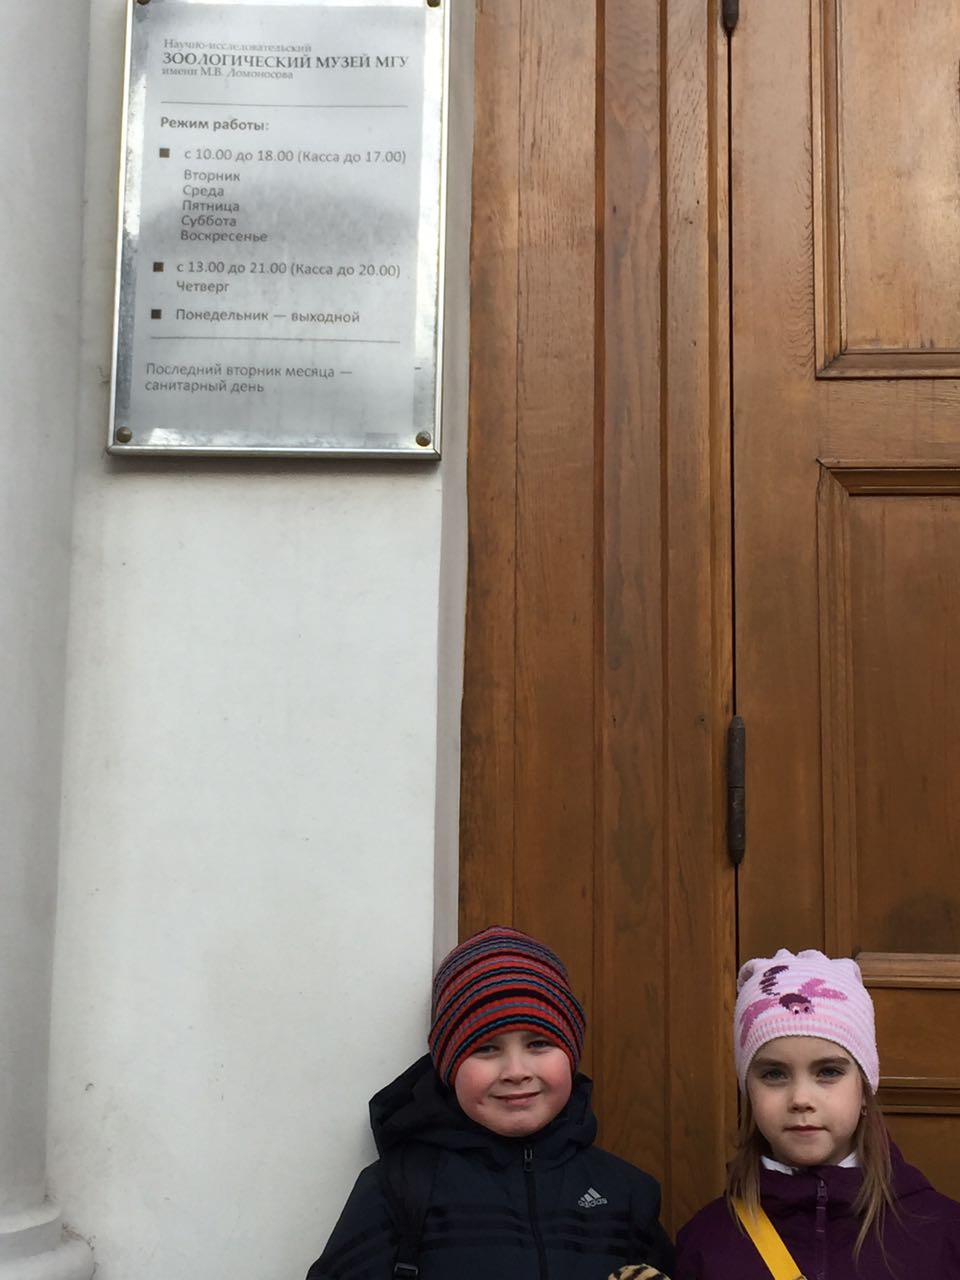 Научно-исследовательский
ЗООЛОГИЧЕСКИЙ МУЗЕЙ МГУ
имени М.В. Ломоносова
Режим работы:
■ с 10.00 до 18.00 (Касса до 17.00)
Вторник
Среда
Пятница
Суббота
Воскресенье
■ с 13.00 до 21.00 (Касса до 20.00)
Четверг
■ Понедельник — выходной
Последний вторник месяца —
санитарный день
adidas